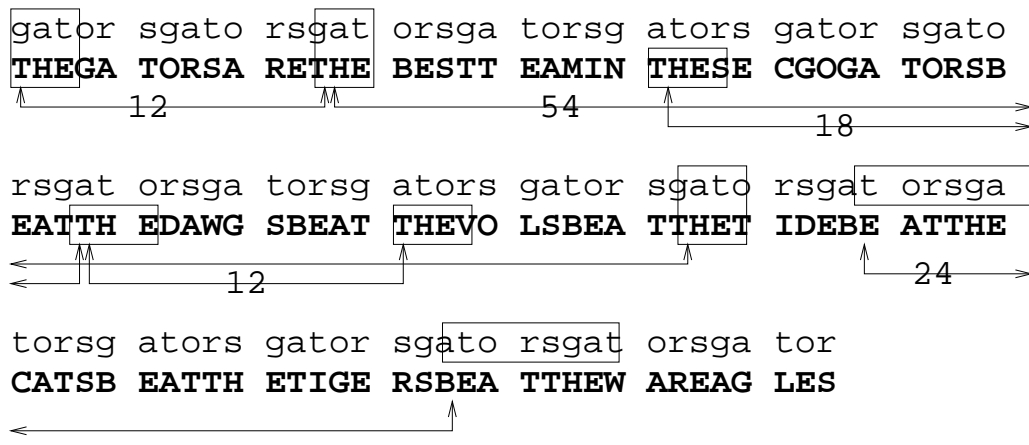 gator sgato rsgat orsga torsg ators gator sgato
THEGA TORSA RETHE BESTT EAMIN THESE CGOGA TORSB
12 54
18
rsgat orsga torsg ators gator sgato rsgat orsga
EATTH EDAWG SBEAT THEVO LSBEA TTHET IDEBE ATTHE
12 24
torsg ators gator sgato rsgat orsga tor
CATSB EATTH ETIGE RSBEA TTHEW AREAG LES